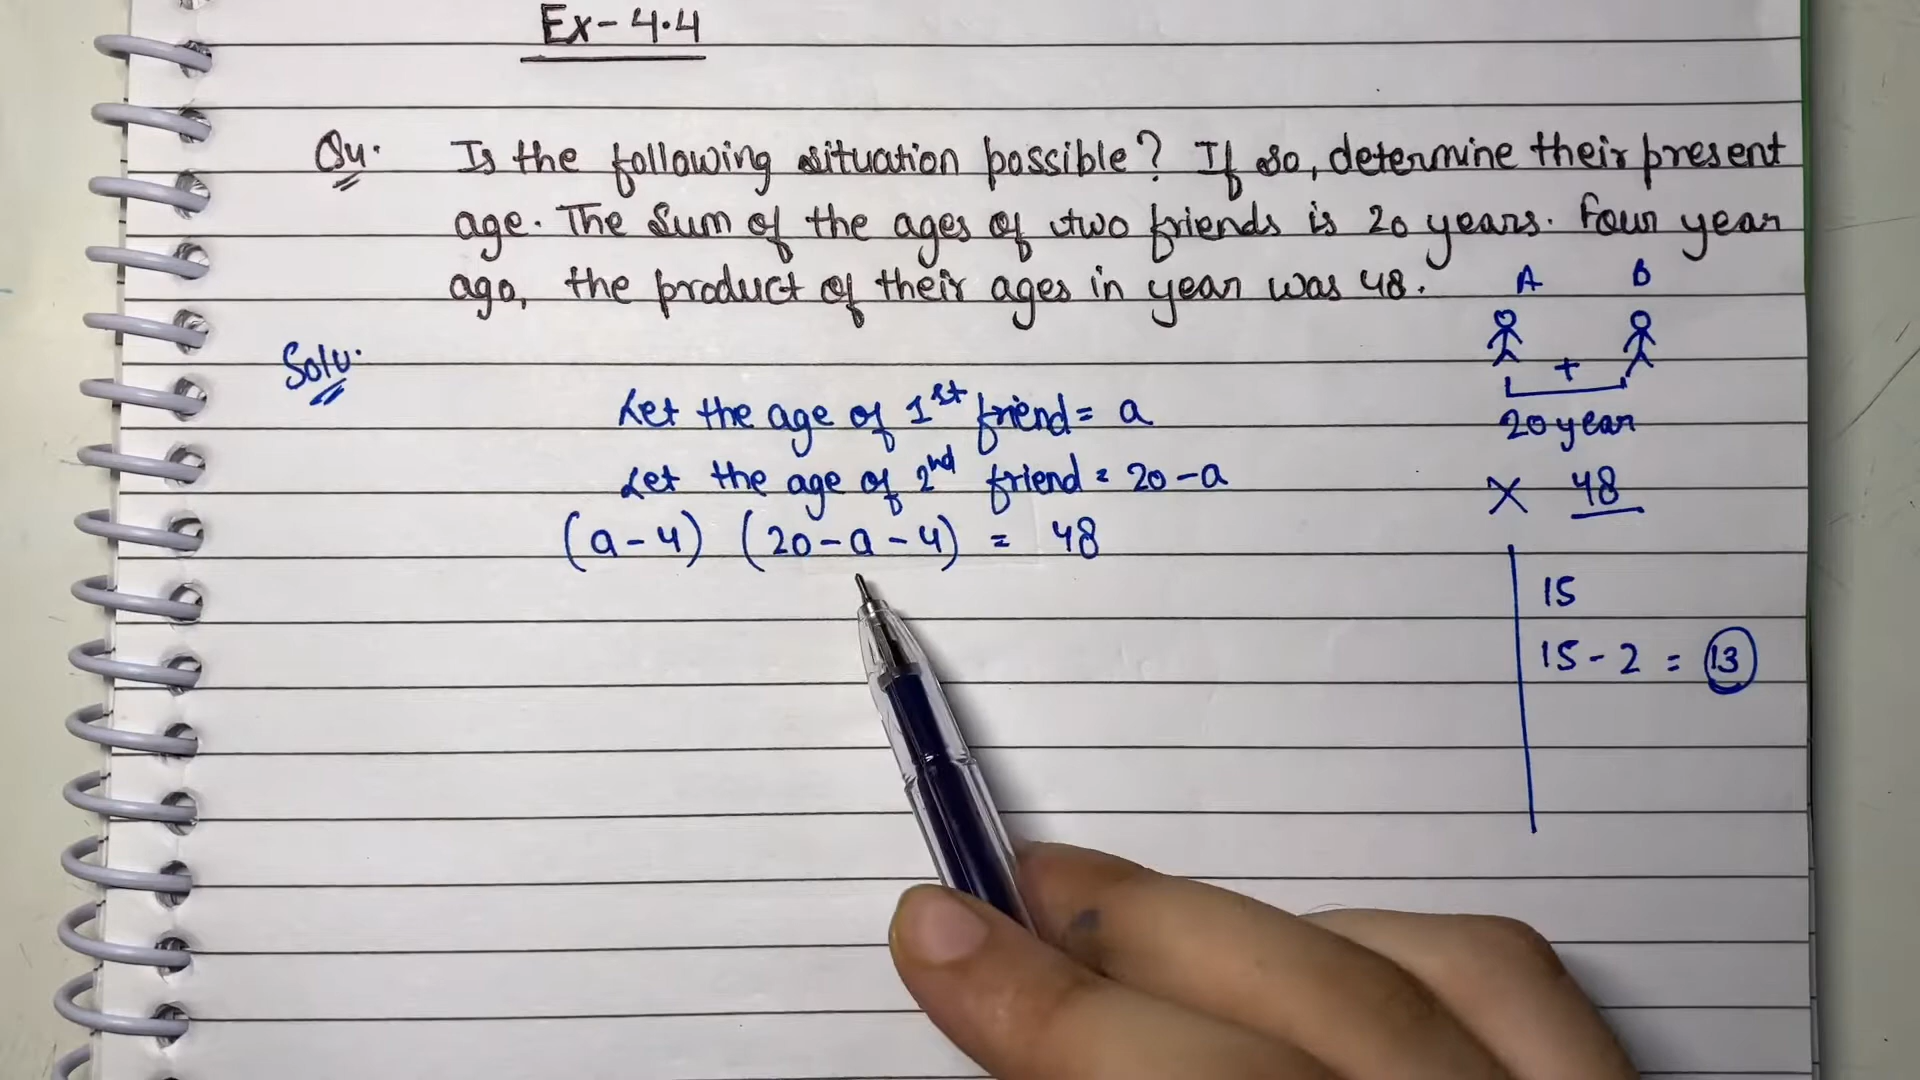 Ex-4.4
Qu. Is the following situation possible? If so, determine their present
age. The Sum of the ages of two friends is 20 years. Four year
ago, the product of their ages in year was 48.
A B
Solu.
+
Let the age of 1st friend = a
20 year
Let the age of 2nd friend = 20-a
× 48
(a-4) (20-a-4) = 48
15
15-2 = 13